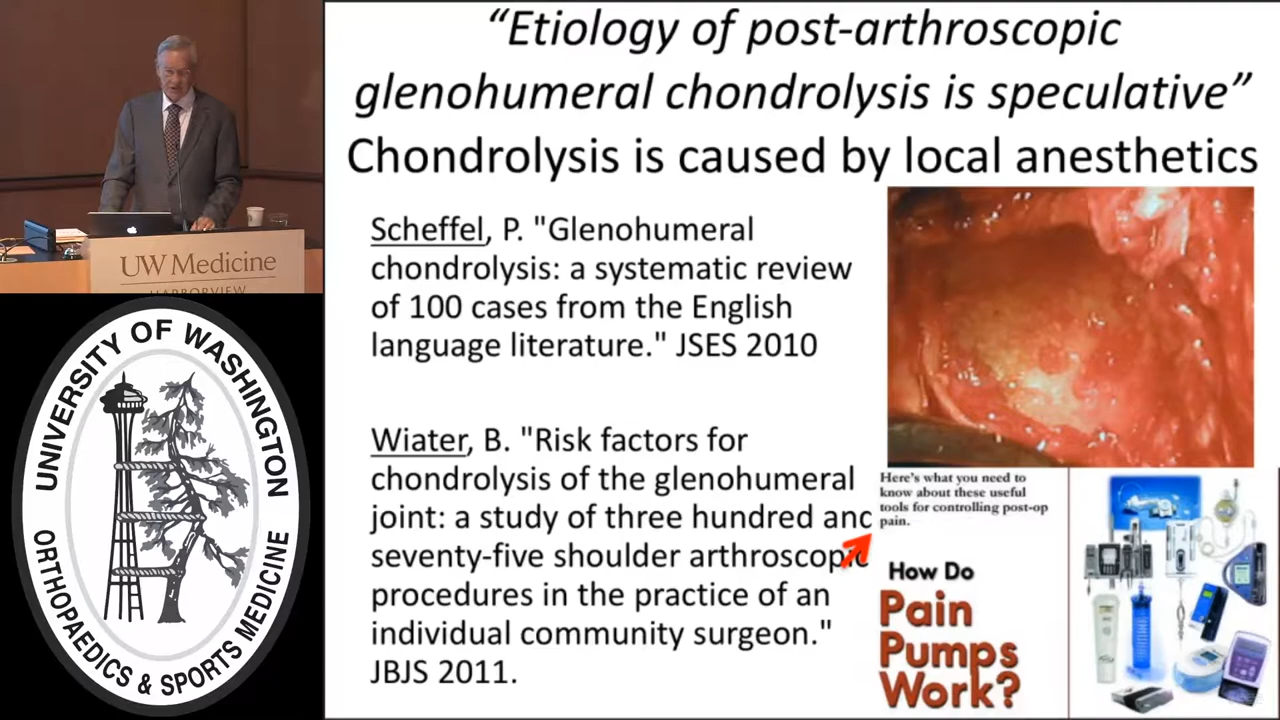 “Etiology of post-arthroscopic
glenohumeral chondrolysis is speculative”
Chondrolysis is caused by local anesthetics
Scheffel, P. "Glenohumeral
chondrolysis: a systematic review
of 100 cases from the English
language literature." JSES 2010
Wiater, B. "Risk factors for
chondrolysis of the glenohumeral
joint: a study of three hundred and
seventy-five shoulder arthroscopic
procedures in the practice of an
individual community surgeon."
JBJS 2011.
Here's what you need to
know about these useful
tools for controlling post-op
pain.
How Do
Pain
Pumps
Work?
UW Medicine
HARBORVIEW
UNIVERSITY OF WASHINGTON
ORTHOPAEDICS & SPORTS MEDICINE